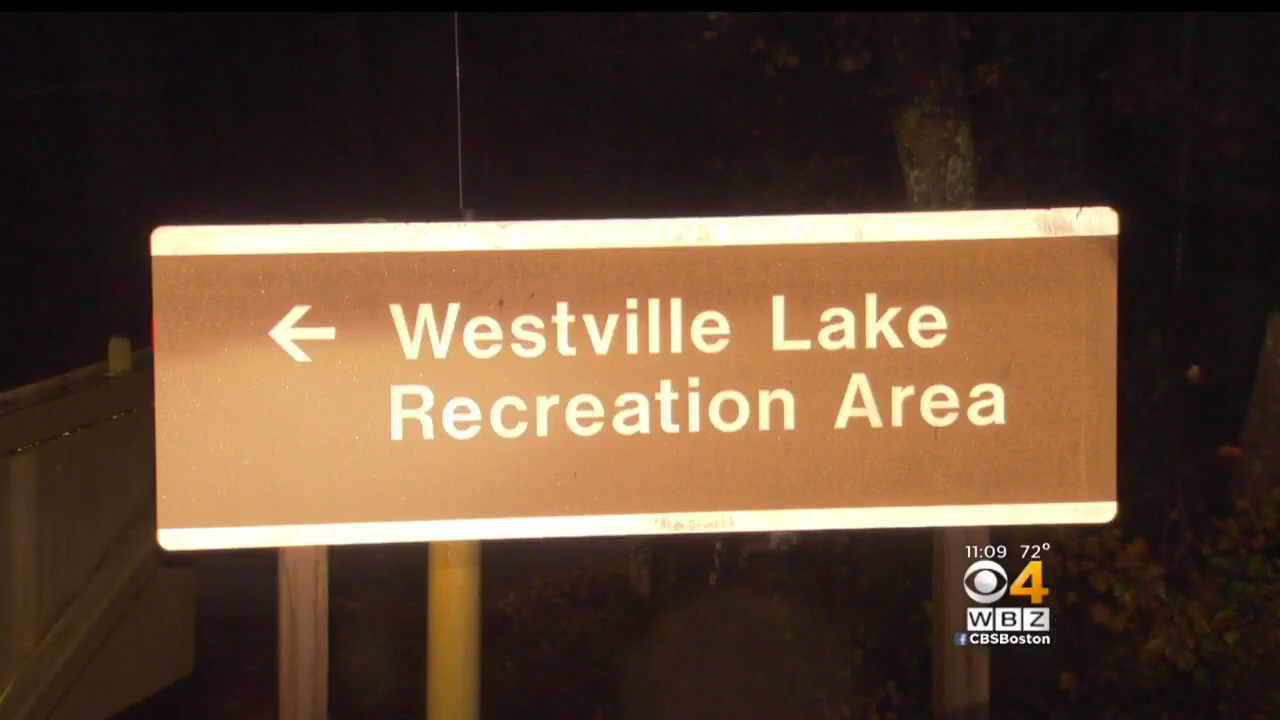 ← Westville Lake
Recreation Area
11:09 72°
4
WBZ
f CBSBoston